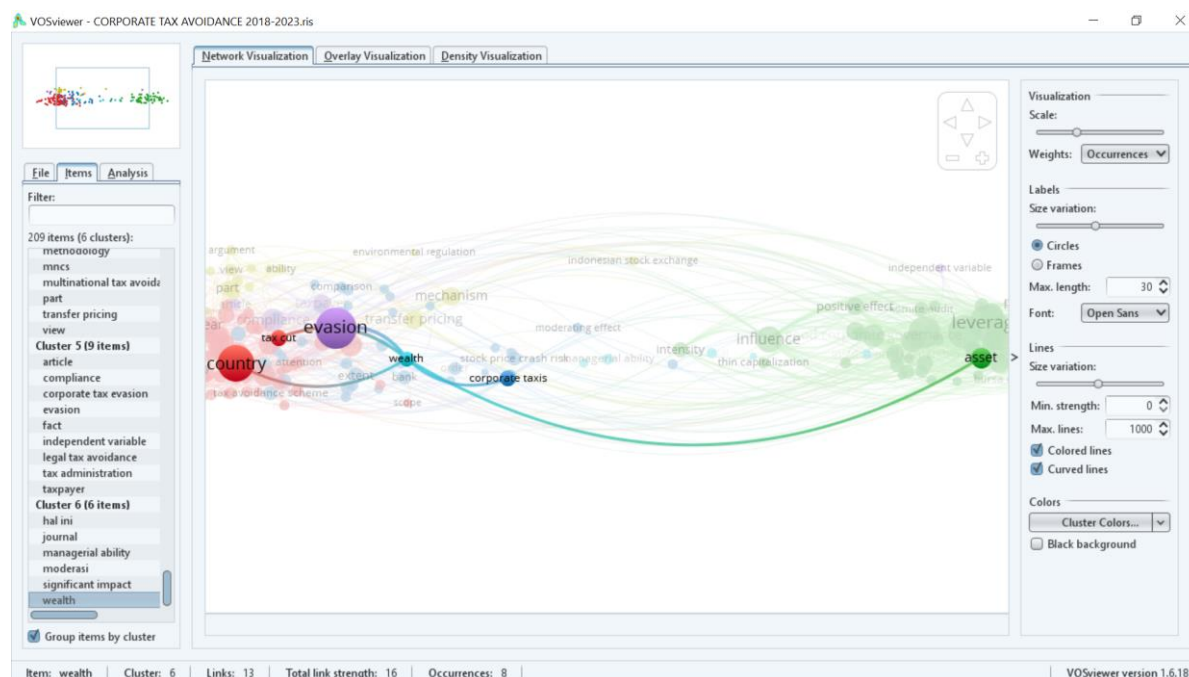 VOSviewer - CORPORATE TAX AVOIDANCE 2018-2023.ris
Network Visualization
Overlay Visualization
Density Visualization
File
Items
Analysis
Filter:
209 items (6 clusters):
methodology
mncs
multinational tax avoida
part
transfer pricing
view
Cluster 5 (9 items)
article
compliance
corporate tax evasion
evasion
fact
independent variable
legal tax avoidance
tax administration
taxpayer
Cluster 6 (6 items)
hal ini
journal
managerial ability
moderasi
significant impact
wealth
Group items by cluster
argument
environmental regulation
indonesian stock exchange
view
ability
independent variable
part
comparison
mechanism
article
positive effect
compliance
transfer pricing
leverag
evasion
moderating effect
tax cut
influence
country
attention
wealth
stock price crash risk
managerial ability
intensity
thin capitalization
asset
extent
bank
corporate taxis
tax avoidance scheme
scope
Visualization
Scale:
Weights: Occurrences
Labels
Size variation:
Circles
Frames
Max. length: 30
Font: Open Sans
Lines
Size variation:
Min. strength: 0
Max. lines: 1000
Colored lines
Curved lines
Colors
Cluster Colors...
Black background
Item: wealth
Cluster: 6
Links: 13
Total link strength: 16
Occurrences: 8
VOSviewer version 1.6.18